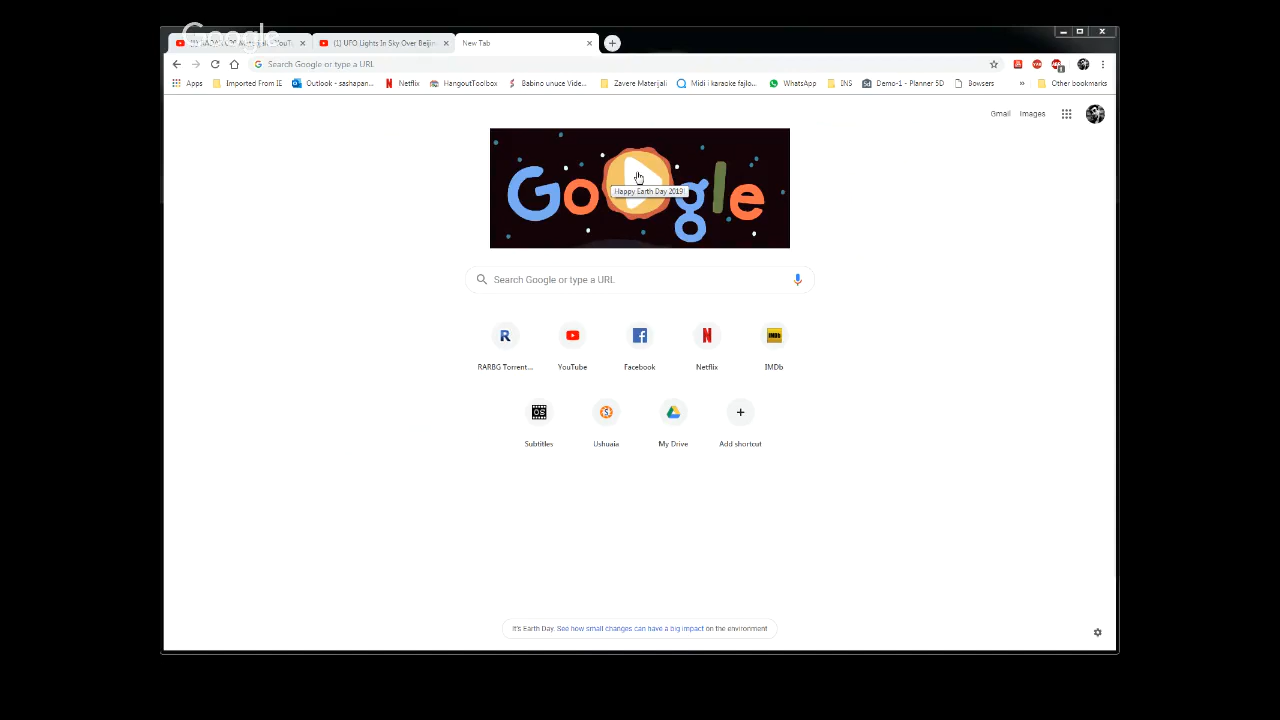 Google
(1) UFO Lights In Sky Over Beijin
New Tab
Search Google or type a URL
Apps
Imported From IE
Outlook - sashapan...
Netflix
HangoutToolbox
Babino unuce Vide...
Zavere Materijali
Midi i karaoke fajlo...
WhatsApp
INS
Demo-1 - Planner 5D
Bowsers
»
Other bookmarks
Gmail
Images
Google
Happy Earth Day 2019!
Search Google or type a URL
RARBG Torrent...
YouTube
Facebook
Netflix
IMDb
Subtitles
Ushuaia
My Drive
Add shortcut
It's Earth Day. See how small changes can have a big impact on the environment